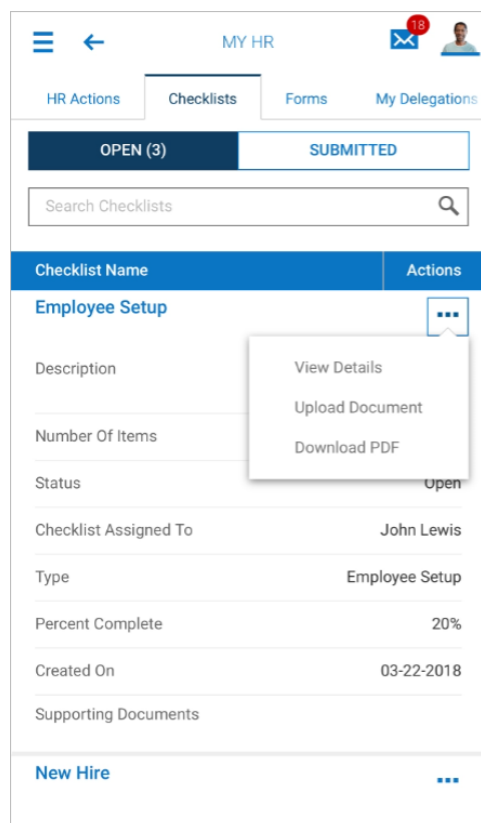 MY HR
18
HR Actions Checklists Forms My Delegations
OPEN (3) SUBMITTED
Search Checklists
Checklist Name Actions
Employee Setup
View Details
Description
Upload Document
Number Of Items
Download PDF
Status Open
Checklist Assigned To John Lewis
Type Employee Setup
Percent Complete 20%
Created On 03-22-2018
Supporting Documents
New Hire